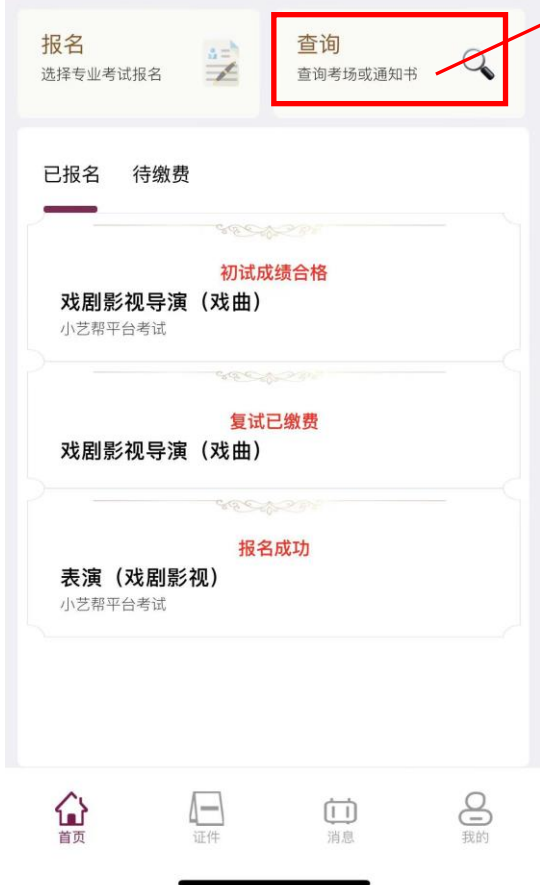 报名
选择专业考试报名
查询
查询考场或通知书
已报名 待缴费
初试成绩合格
戏剧影视导演（戏曲）
小艺帮平台考试
复试已缴费
戏剧影视导演（戏曲）
报名成功
表演（戏剧影视）
小艺帮平台考试
首页 证件 消息 我的